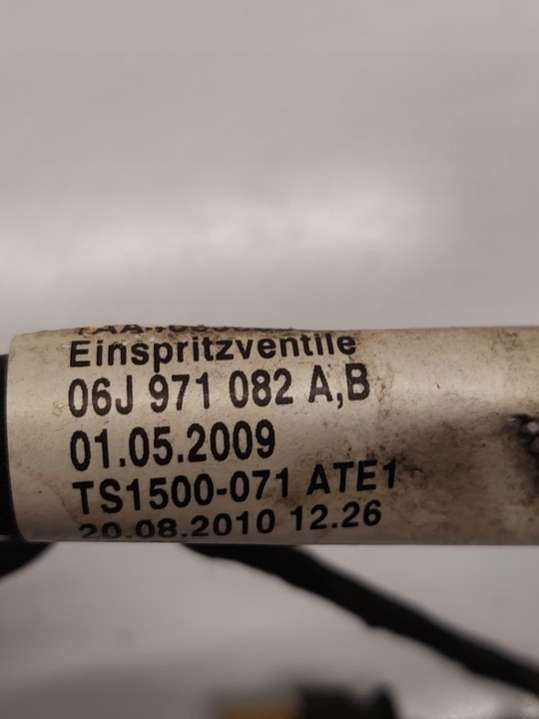 Einspritzventile
06J 971 082 A,B
01.05.2009
TS1500-071 ATE1
20.08.2010 12.26